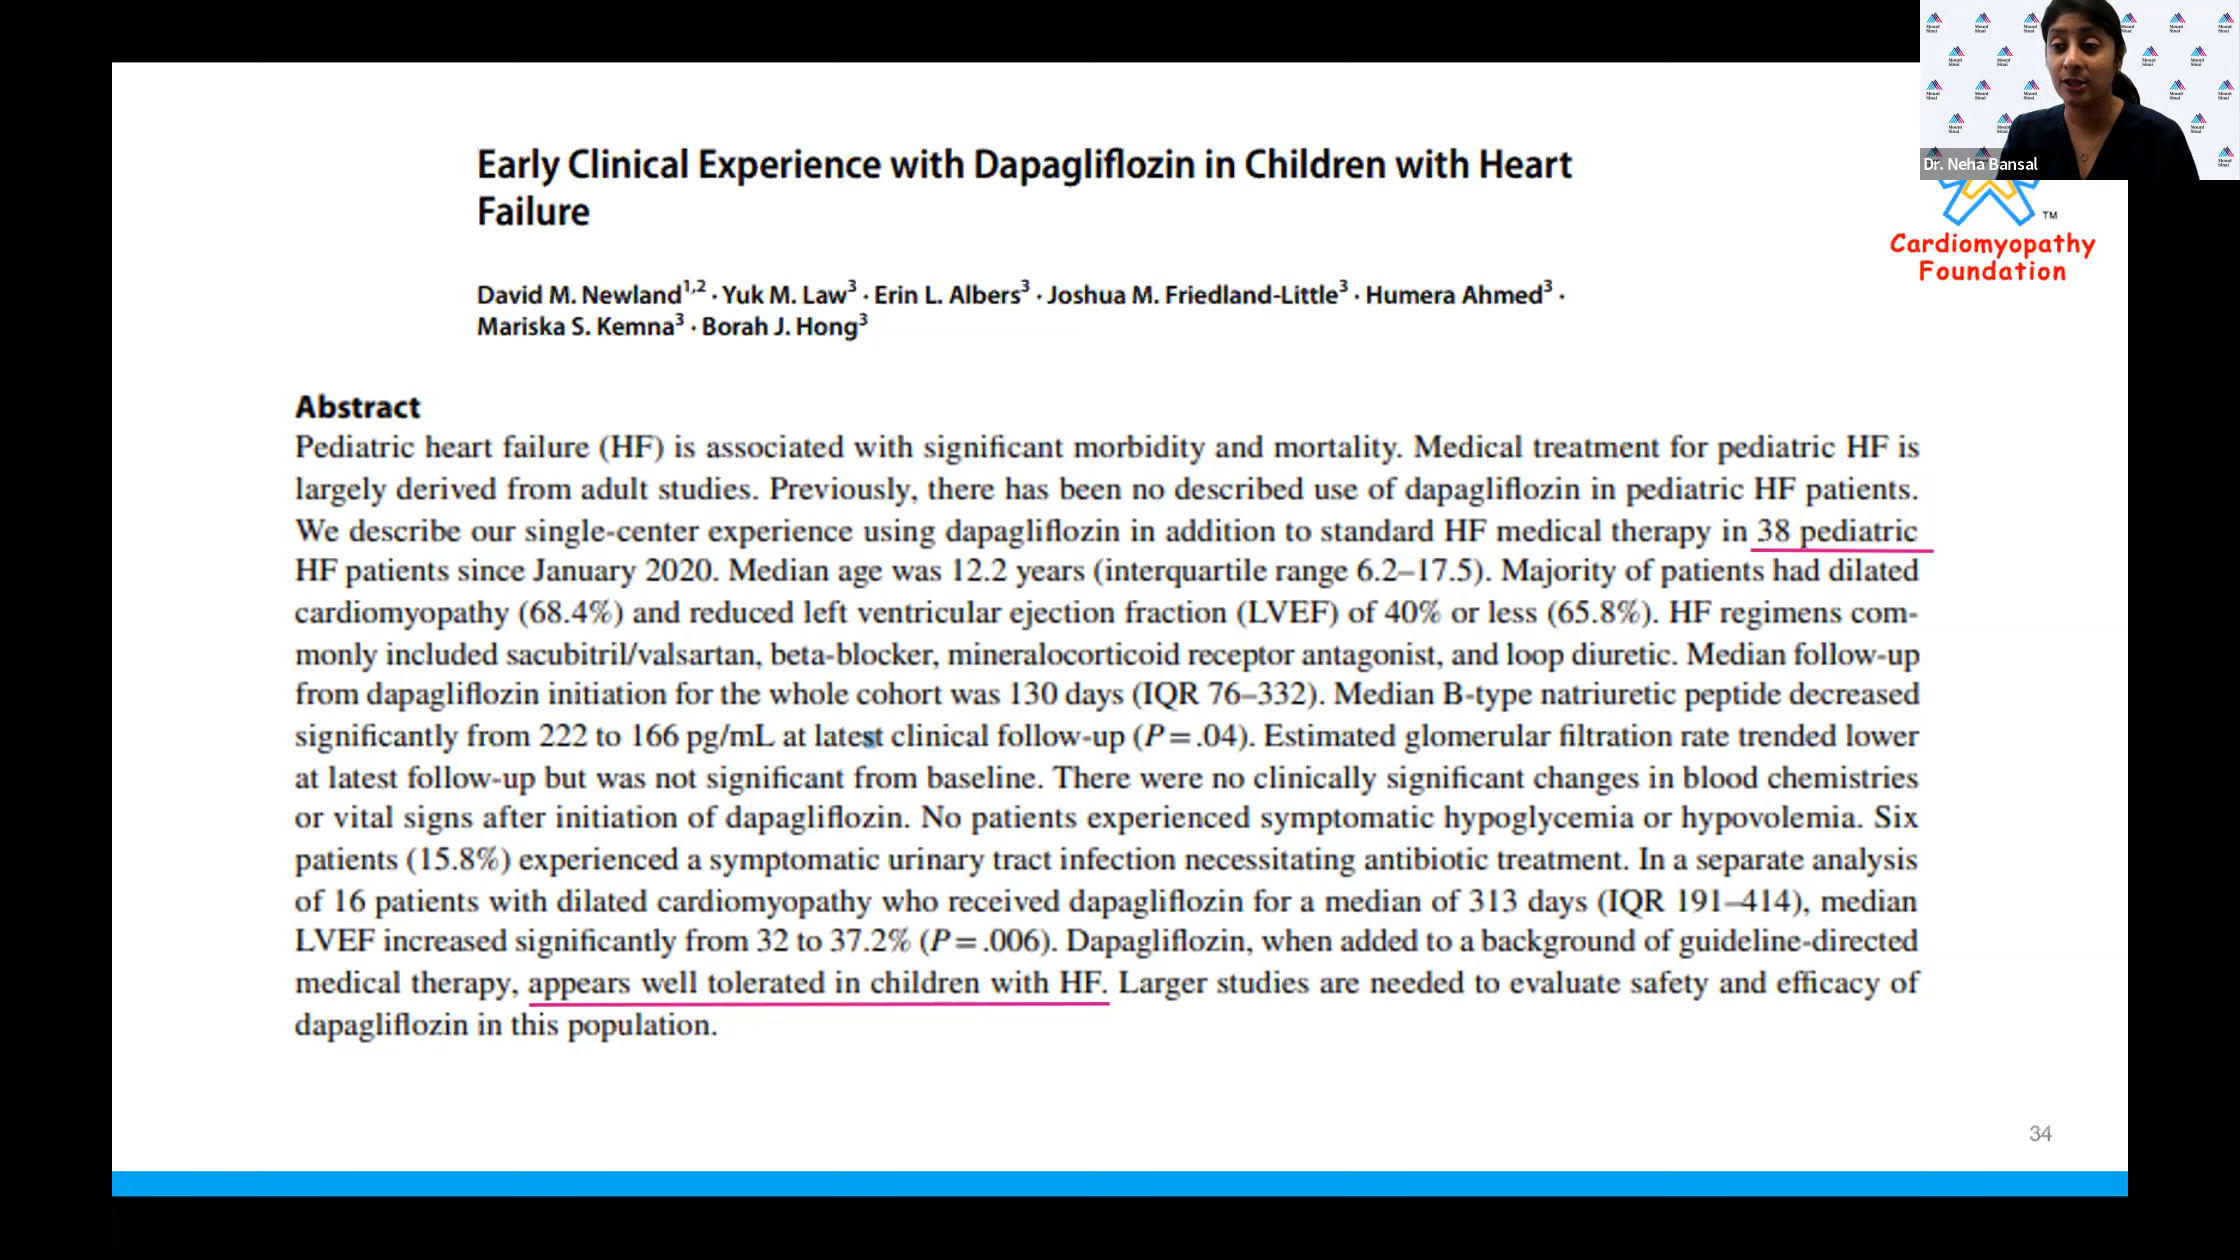 Early Clinical Experience with Dapagliflozin in Children with Heart
Failure
David M. Newland1,2 · Yuk M. Law3 · Erin L. Albers3 · Joshua M. Friedland-Little3 · Humera Ahmed3 ·
Mariska S. Kemna3 · Borah J. Hong3
Dr. Neha Bansal
TM
Cardiomyopathy
Foundation
Abstract
Pediatric heart failure (HF) is associated with significant morbidity and mortality. Medical treatment for pediatric HF is
largely derived from adult studies. Previously, there has been no described use of dapagliflozin in pediatric HF patients.
We describe our single-center experience using dapagliflozin in addition to standard HF medical therapy in 38 pediatric
HF patients since January 2020. Median age was 12.2 years (interquartile range 6.2–17.5). Majority of patients had dilated
cardiomyopathy (68.4%) and reduced left ventricular ejection fraction (LVEF) of 40% or less (65.8%). HF regimens com-
monly included sacubitril/valsartan, beta-blocker, mineralocorticoid receptor antagonist, and loop diuretic. Median follow-up
from dapagliflozin initiation for the whole cohort was 130 days (IQR 76–332). Median B-type natriuretic peptide decreased
significantly from 222 to 166 pg/mL at latest clinical follow-up (P = .04). Estimated glomerular filtration rate trended lower
at latest follow-up but was not significant from baseline. There were no clinically significant changes in blood chemistries
or vital signs after initiation of dapagliflozin. No patients experienced symptomatic hypoglycemia or hypovolemia. Six
patients (15.8%) experienced a symptomatic urinary tract infection necessitating antibiotic treatment. In a separate analysis
of 16 patients with dilated cardiomyopathy who received dapagliflozin for a median of 313 days (IQR 191–414), median
LVEF increased significantly from 32 to 37.2% (P = .006). Dapagliflozin, when added to a background of guideline-directed
medical therapy, appears well tolerated in children with HF. Larger studies are needed to evaluate safety and efficacy of
dapagliflozin in this population.
34